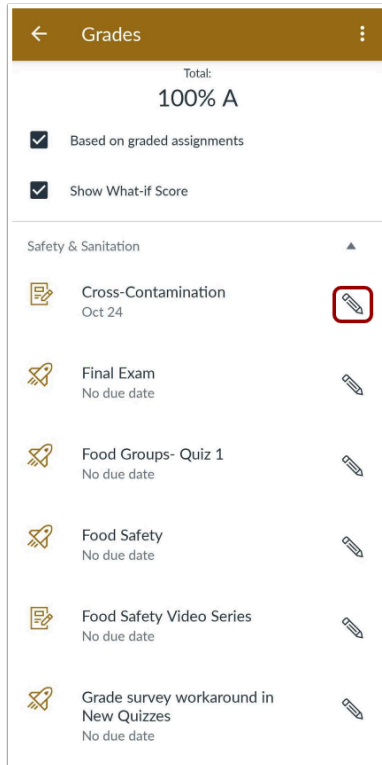 Grades
Total:
100% A
Based on graded assignments
Show What-if Score
Safety & Sanitation
Cross-Contamination
Oct 24
Final Exam
No due date
Food Groups- Quiz 1
No due date
Food Safety
No due date
Food Safety Video Series
No due date
Grade survey workaround in
New Quizzes
No due date